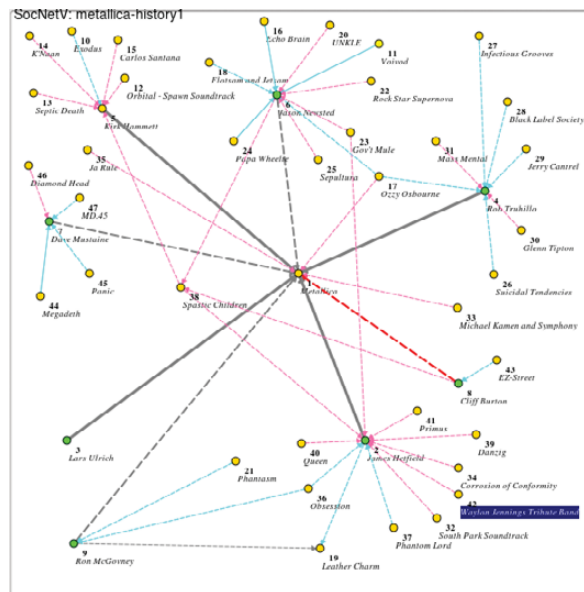 SocNetV: metallica-history1
14
K'Naan
10
Exodus
15
Carlos Santana
16
Echo Brain
20
UNKLE
11
Voivod
27
Infectious Grooves
18
Flotsam and Jetsam
12
Orbital - Spawn Soundtrack
13
Septic Death
5
Kirk Hammett
6
Jason Newsted
22
Rock Star Supernova
28
Black Label Society
24
Papa Wheelie
23
Gov't Mule
31
Mass Mental
29
Jerry Cantrel
35
Ja Rule
25
Sepultura
17
Ozzy Osbourne
46
Diamond Head
4
Rob Truhillo
47
MD.45
7
Dave Mustaine
30
Glenn Tipton
45
Panic
1
Metallica
26
Suicidal Tendencies
44
Megadeth
38
Spastic Children
33
Michael Kamen and Symphony
43
EZ-Street
8
Cliff Burton
3
Lars Ulrich
41
Primus
40
Queen
2
James Hetfield
39
Danzig
21
Phantasm
34
Corrosion of Conformity
36
Obsession
42
Waylon Jennings Tribute Band
32
South Park Soundtrack
37
Phantom Lord
9
Ron McGovney
19
Leather Charm